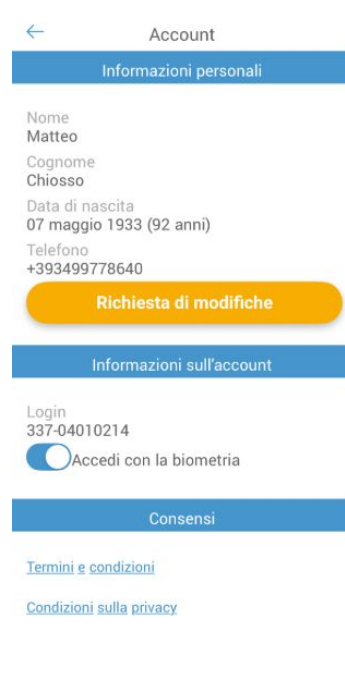 Account
Informazioni personali
Nome
Matteo
Cognome
Chiosso
Data di nascita
07 maggio 1933 (92 anni)
Telefono
+393499778640
Richiesta di modifiche
Informazioni sull'account
Login
337-04010214
Accedi con la biometria
Consensi
Termini e condizioni
Condizioni sulla privacy